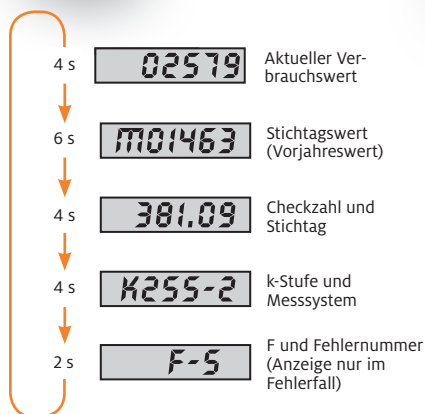 4 s
02579
Aktueller Ver-
brauchswert
6 s
M01463
Stichtagswert
(Vorjahreswert)
4 s
381.09
Checkzahl und
Stichtag
4 s
K255-2
k-Stufe und
Messsystem
2 s
F-5
F und Fehlernummer
(Anzeige nur im
Fehlerfall)